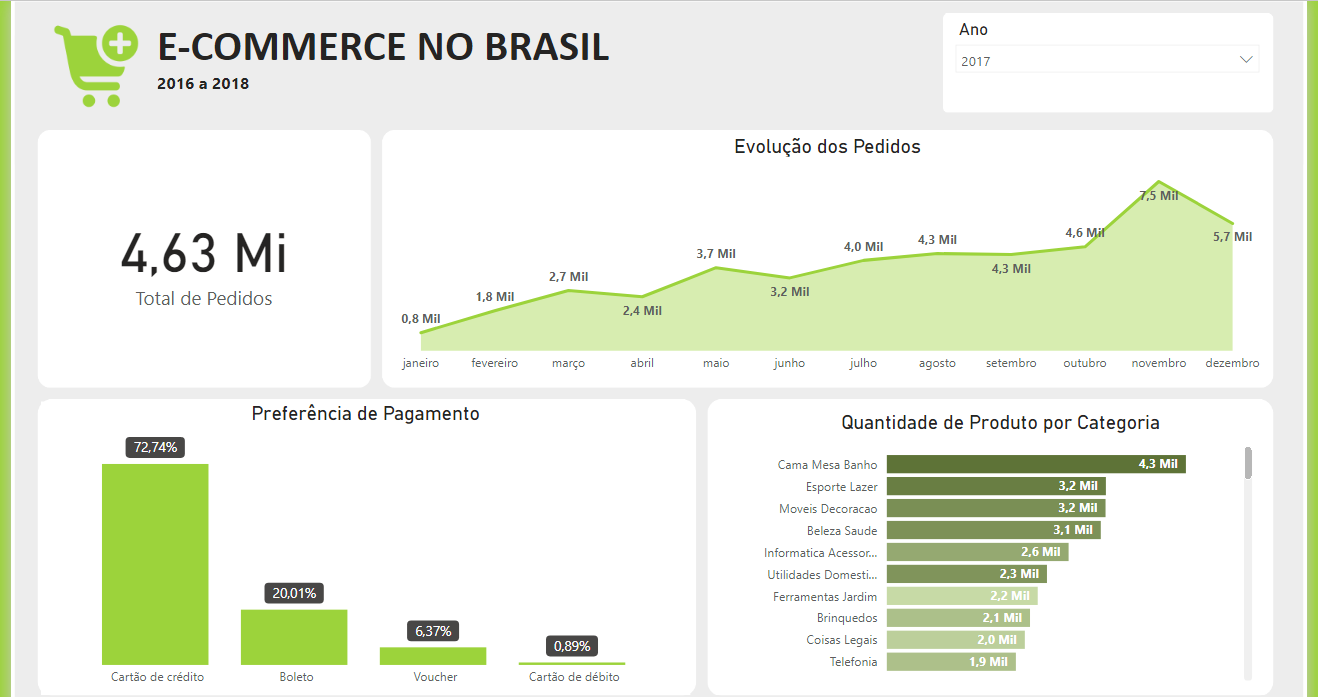 E-COMMERCE NO BRASIL
2016 a 2018
Ano
2017
4,63 Mi
Total de Pedidos
Evolução dos Pedidos
0,8 Mil
1,8 Mil
2,7 Mil
2,4 Mil
3,7 Mil
3,2 Mil
4,0 Mil
4,3 Mil
4,3 Mil
4,6 Mil
7,5 Mil
5,7 Mil
janeiro fevereiro março abril maio junho julho agosto setembro outubro novembro dezembro
Preferência de Pagamento
72,74%
20,01%
6,37%
0,89%
Cartão de crédito Boleto Voucher Cartão de débito
Quantidade de Produto por Categoria
Cama Mesa Banho 4,3 Mil
Esporte Lazer 3,2 Mil
Moveis Decoracao 3,2 Mil
Beleza Saude 3,1 Mil
Informatica Acessor... 2,6 Mil
Utilidades Domesti... 2,3 Mil
Ferramentas Jardim 2,2 Mil
Brinquedos 2,1 Mil
Coisas Legais 2,0 Mil
Telefonia 1,9 Mil